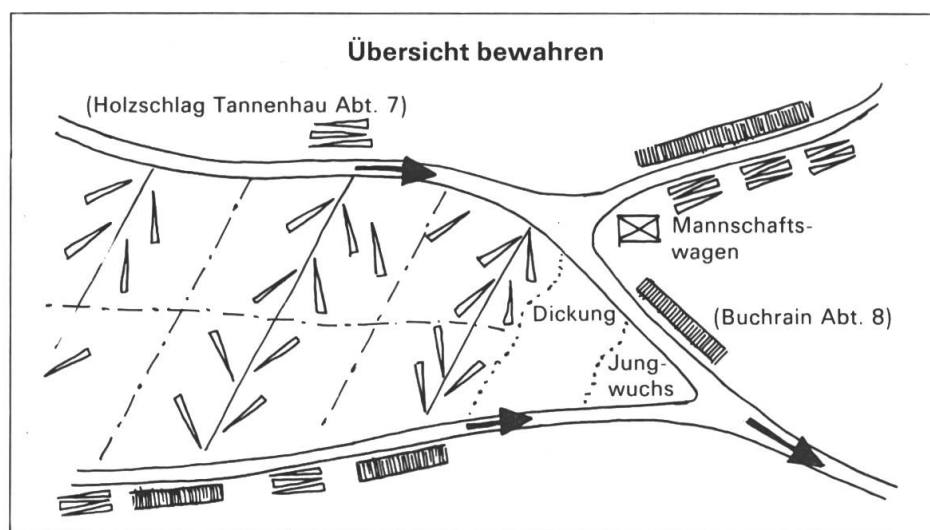 Übersicht bewahren
(Holzschlag Tannenhau Abt. 7)
Mannschafts-
wagen
Dickung
(Buchrain Abt. 8)
Jung-
wuchs